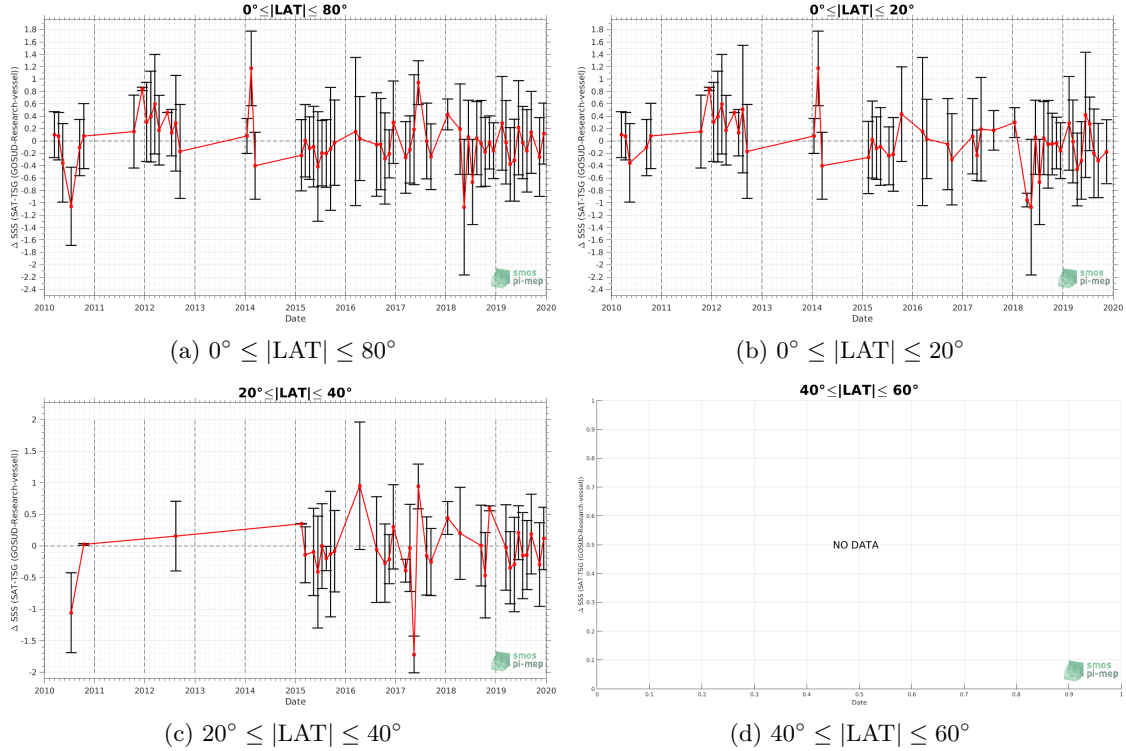 0°≤|LAT|≤ 80°
Δ SSS (SAT-TSG (GOSUD-Research-vessel))
1.8
1.6
1.4
1.2
1
0.8
0.6
0.4
0.2
0
-0.2
-0.4
-0.6
-0.8
-1
-1.2
-1.4
-1.6
-1.8
-2
-2.2
-2.4
2010 2011 2012 2013 2014 2015 2016 2017 2018 2019 2020
Date
smos
pi-mep
(a) 0° ≤ |LAT| ≤ 80°
0°≤|LAT|≤ 20°
Δ SSS (SAT-TSG (GOSUD-Research-vessel))
1.8
1.6
1.4
1.2
1
0.8
0.6
0.4
0.2
0
-0.2
-0.4
-0.6
-0.8
-1
-1.2
-1.4
-1.6
-1.8
-2
-2.2
-2.4
2010 2011 2012 2013 2014 2015 2016 2017 2018 2019 2020
Date
smos
pi-mep
(b) 0° ≤ |LAT| ≤ 20°
20°≤|LAT|≤ 40°
Δ SSS (SAT-TSG (GOSUD-Research-vessel))
2
1.5
1
0.5
0
-0.5
-1
-1.5
-2
2010 2011 2012 2013 2014 2015 2016 2017 2018 2019 2020
Date
smos
pi-mep
(c) 20° ≤ |LAT| ≤ 40°
40°≤|LAT|≤ 60°
Δ SSS (SAT-TSG (GOSUD-Research-vessel))
1
0.9
0.8
0.7
0.6
0.5
0.4
0.3
0.2
0.1
0
NO DATA
0 0.1 0.2 0.3 0.4 0.5 0.6 0.7 0.8 0.9 1
Date
smos
pi-mep
(d) 40° ≤ |LAT| ≤ 60°